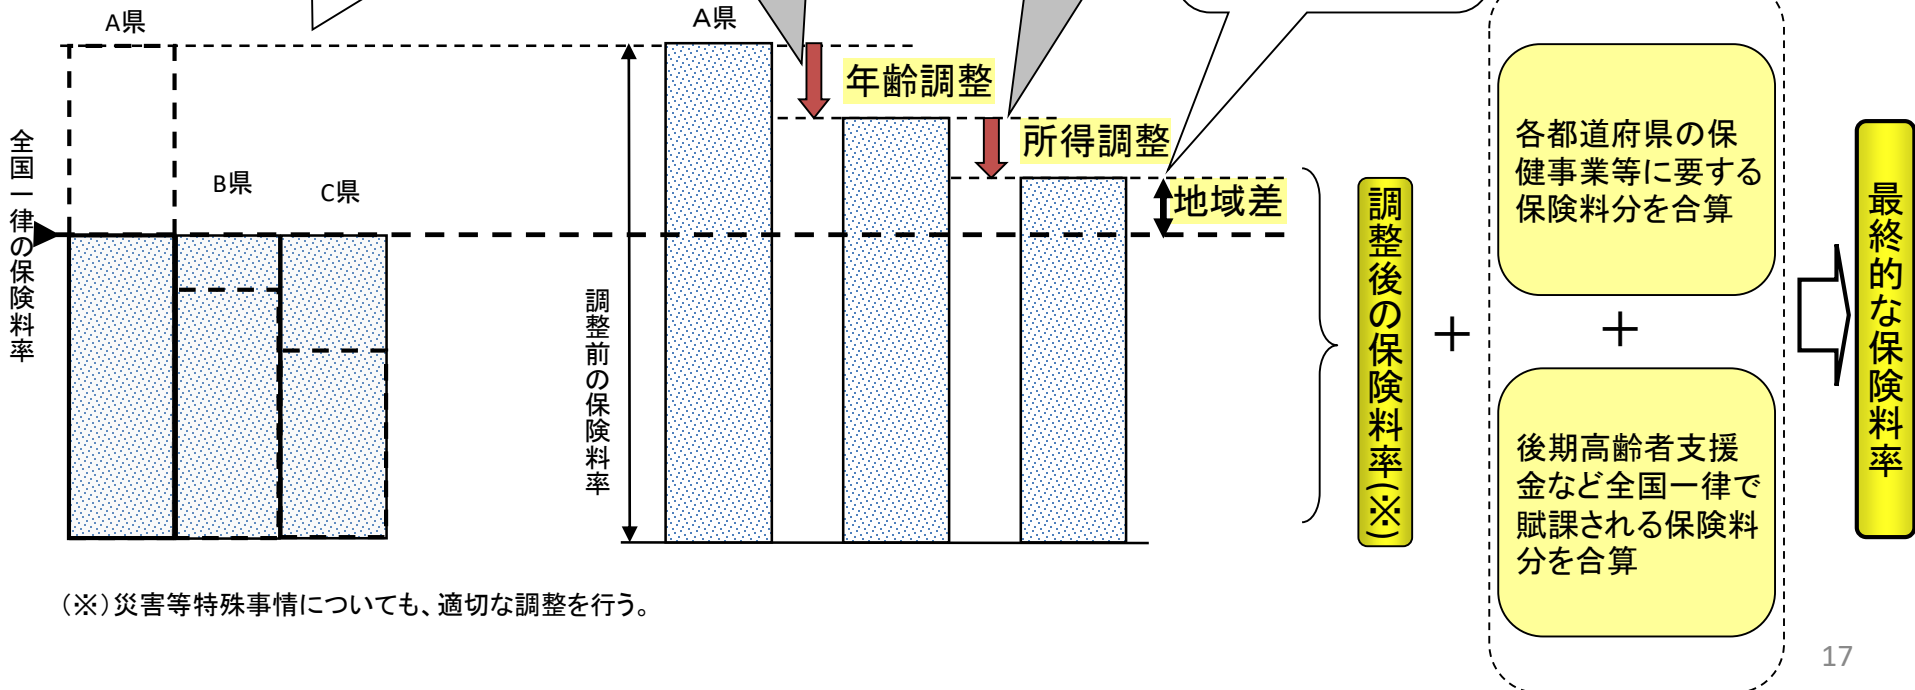 A県
全国一律の保険料率
B県
C県
A県
調整前の保険料率
年齢調整
所得調整
地域差
調整後の保険料率(※)
＋
各都道府県の保
健事業等に要する
保険料分を合算
＋
後期高齢者支援
金など全国一律で
賦課される保険料
分を合算
最終的な保険料率
(※)災害等特殊事情についても、適切な調整を行う。
17